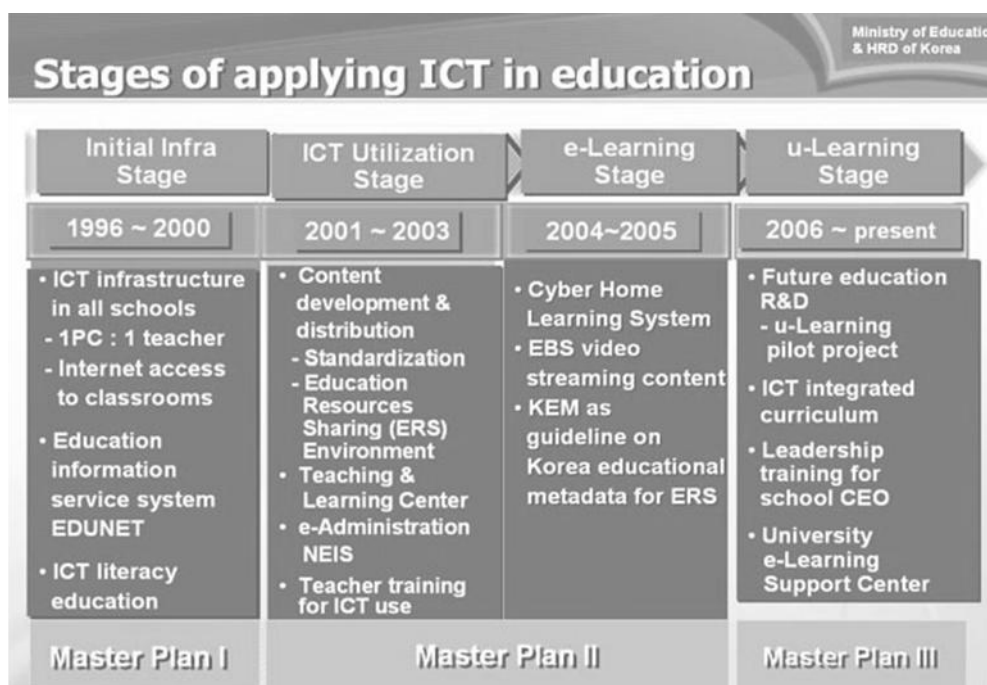 Ministry of Educatio
& HRD of Korea
Stages of applying ICT in education
Initial Infra
Stage
ICT Utilization
Stage
e-Learning
Stage
u-Learning
Stage
1996 ~ 2000
2001 ~ 2003
2004~2005
2006 ~ present
• ICT infrastructure
in all schools
- 1PC : 1 teacher
- Internet access
to classrooms
• Education
information
service system
EDUNET
• ICT literacy
education
• Content
development &
distribution
- Standardization
- Education
Resources
Sharing (ERS)
Environment
• Teaching &
Learning Center
• e-Administration
NEIS
• Teacher training
for ICT use
• Cyber Home
Learning System
• EBS video
streaming content
• KEM as
guideline on
Korea educational
metadata for ERS
• Future education
R&D
- u-Learning
pilot project
• ICT integrated
curriculum
• Leadership
training for
school CEO
• University
e-Learning
Support Center
Master Plan I
Master Plan II
Master Plan III